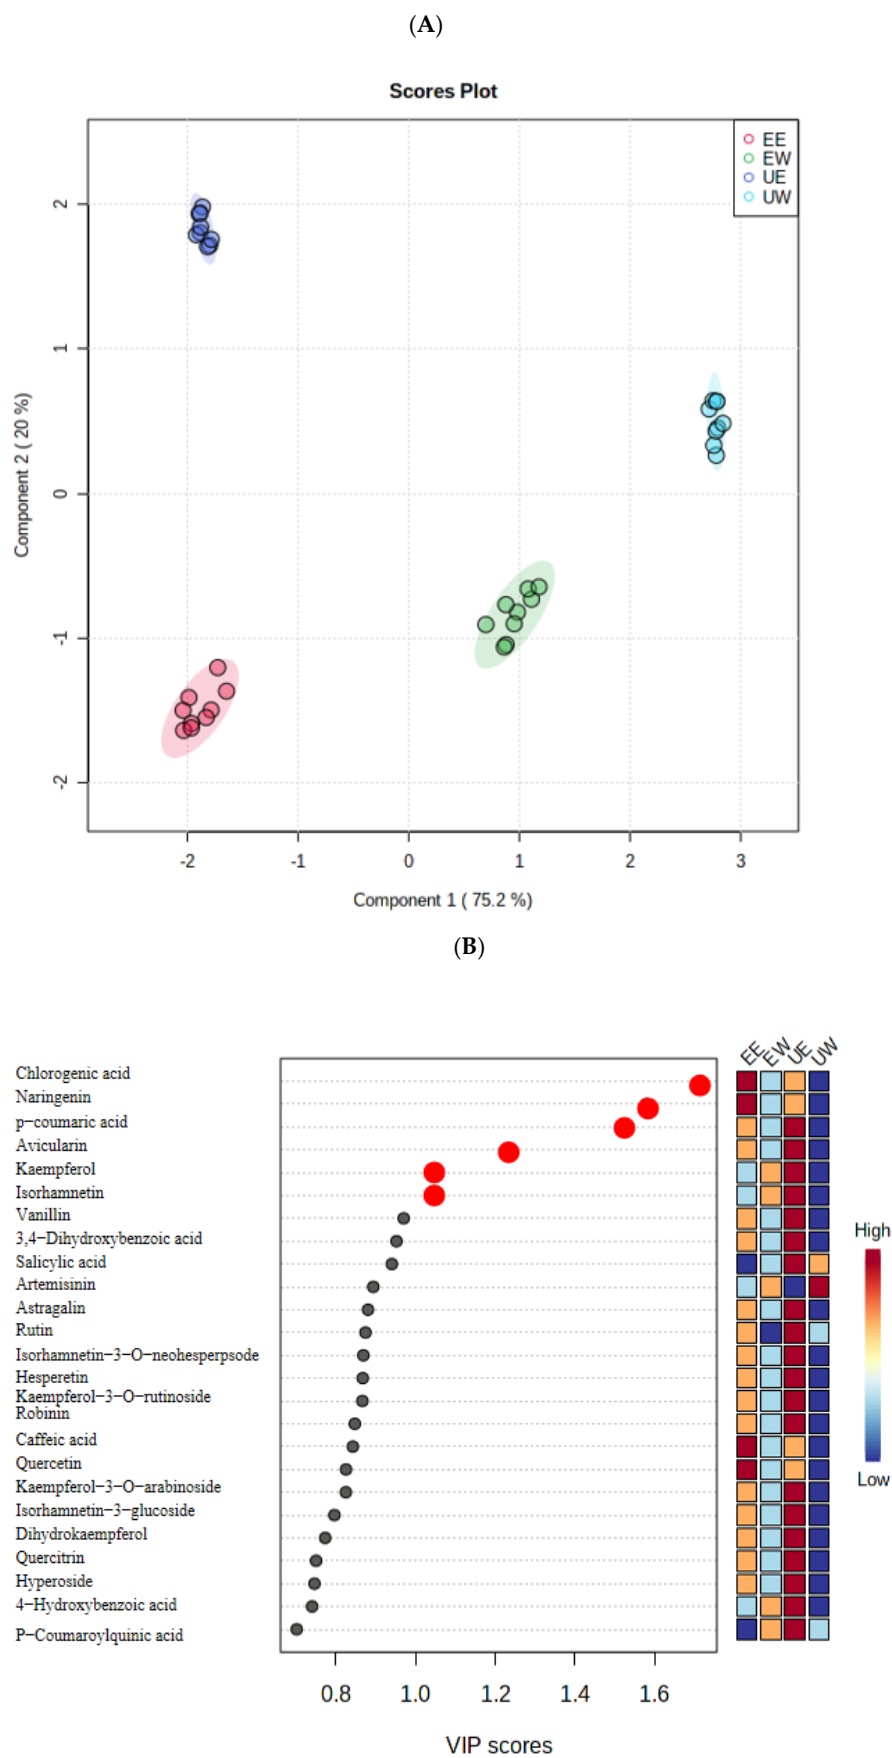 (A)
Scores Plot
EE
EW
UE
UW
2
1
0
-1
-2
Component 2 ( 20 %)
-2
-1
0
1
2
3
Component 1 ( 75.2 %)
(B)
EE
EW
UE
UW
Chlorogenic acid
Naringenin
p-coumaric acid
Avicularin
Kaempferol
Isorhamnetin
Vanillin
3,4−Dihydroxybenzoic acid
Salicylic acid
Artemisinin
Astragalin
Rutin
Isorhamnetin−3−O−neohesperpsode
Hesperetin
Kaempferol−3−O−rutinoside
Robinin
Caffeic acid
Quercetin
Kaempferol−3−O−arabinoside
Isorhamnetin−3−glucoside
Dihydrokaempferol
Quercitrin
Hyperoside
4−Hydroxybenzoic acid
P−Coumaroylquinic acid
High
Low
0.8
1.0
1.2
1.4
1.6
VIP scores